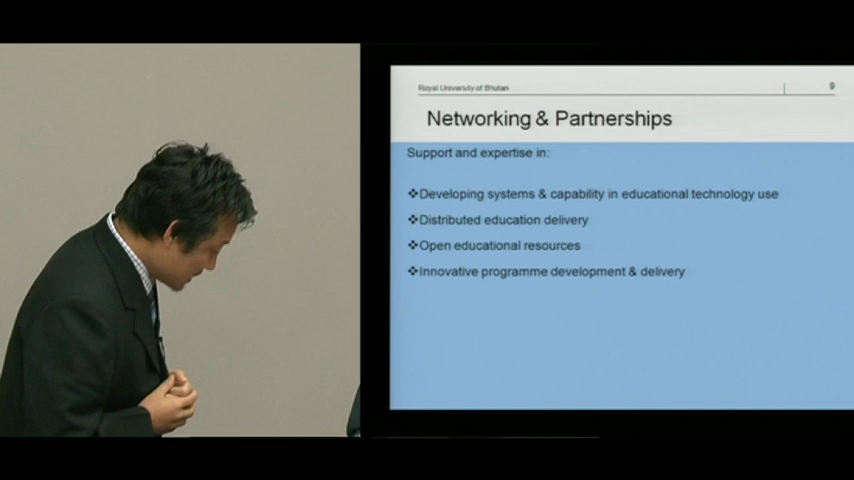 Royal University of Bhutan
9
Networking & Partnerships
Support and expertise in:
❖Developing systems & capability in educational technology use
❖Distributed education delivery
❖Open educational resources
❖Innovative programme development & delivery